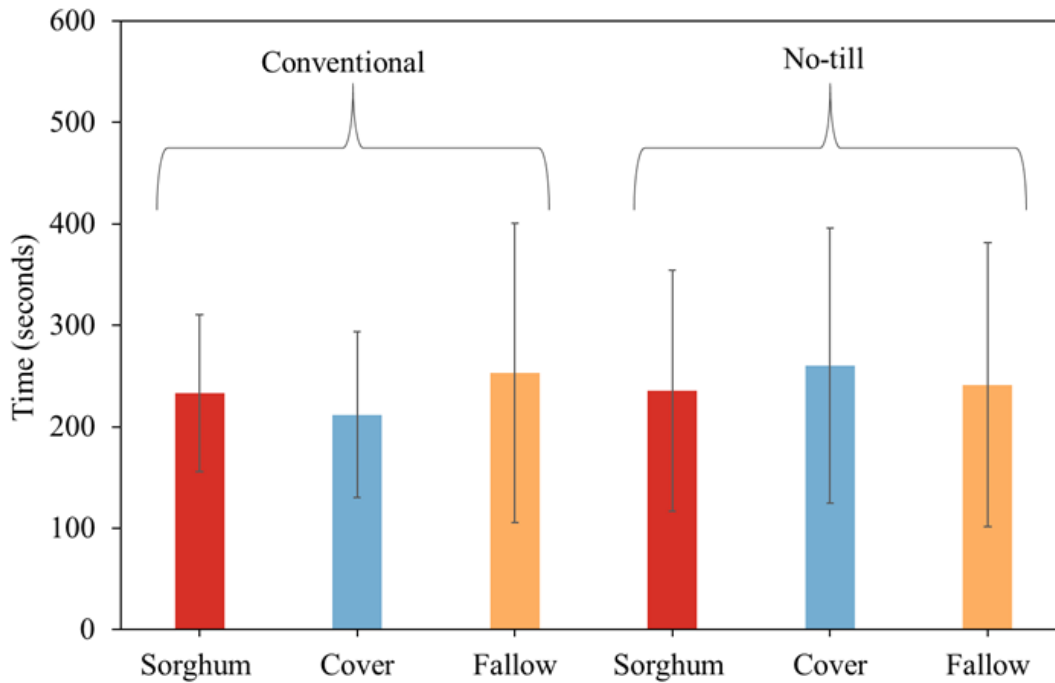 600
500
400
300
200
100
0
Time (seconds)
Conventional
No-till
Sorghum Cover Fallow Sorghum Cover Fallow